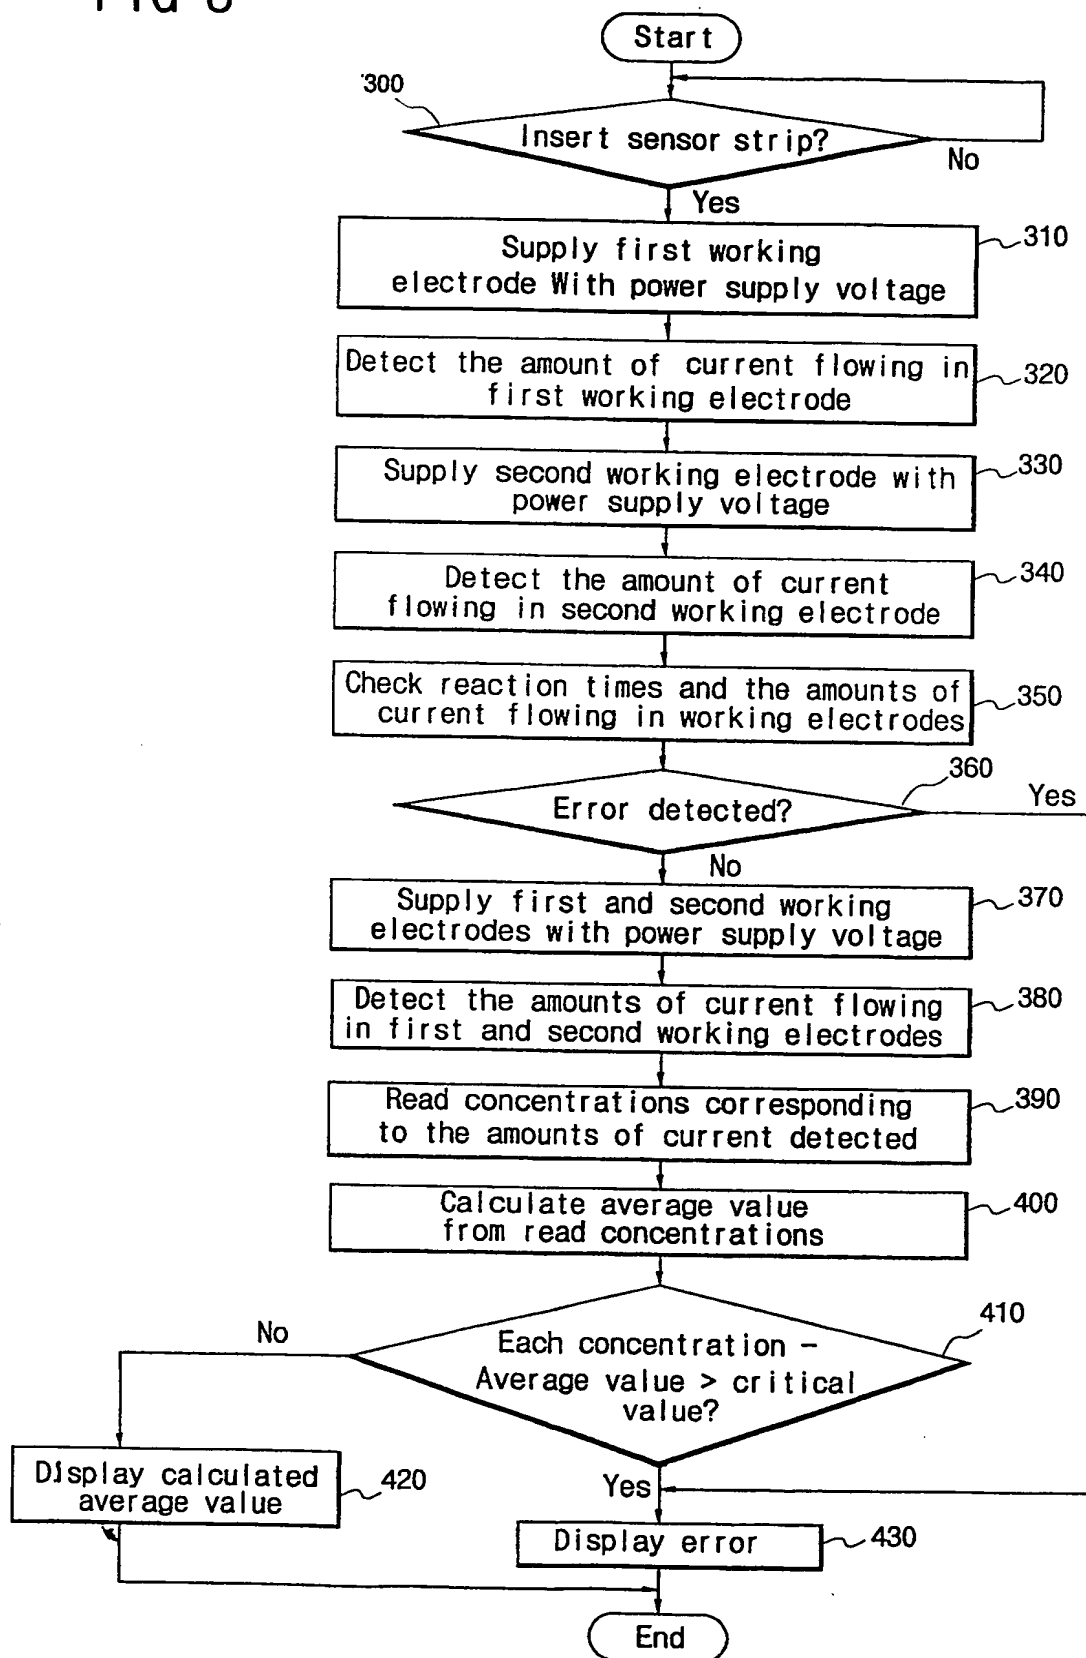 Start
300
Insert sensor strip?
No
Yes
Supply first working
electrode With power supply voltage
310
Detect the amount of current flowing in
first working electrode
320
Supply second working electrode with
power supply voltage
330
Detect the amount of current
flowing in second working electrode
340
Check reaction times and the amounts of
current flowing in working electrodes
350
360
Error detected?
Yes
No
Supply first and second working
electrodes with power supply voltage
370
Detect the amounts of current flowing
in first and second working electrodes
380
Read concentrations corresponding
to the amounts of current detected
390
Calculate average value
from read concentrations
400
410
No
Each concentration –
Average value > critical
value?
Display calculated
average value
420
Yes
Display error
430
End